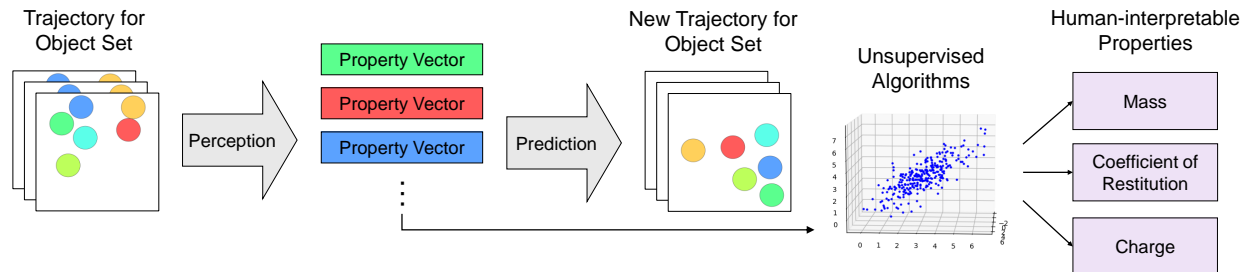 Trajectory for
Object Set
Perception
Property Vector
Property Vector
Property Vector
Prediction
New Trajectory for
Object Set
Unsupervised
Algorithms
7
6
5
4
3
2
1
0
0 1 2 3 4 5 6
Human-interpretable
Properties
Mass
Coefficient of
Restitution
Charge